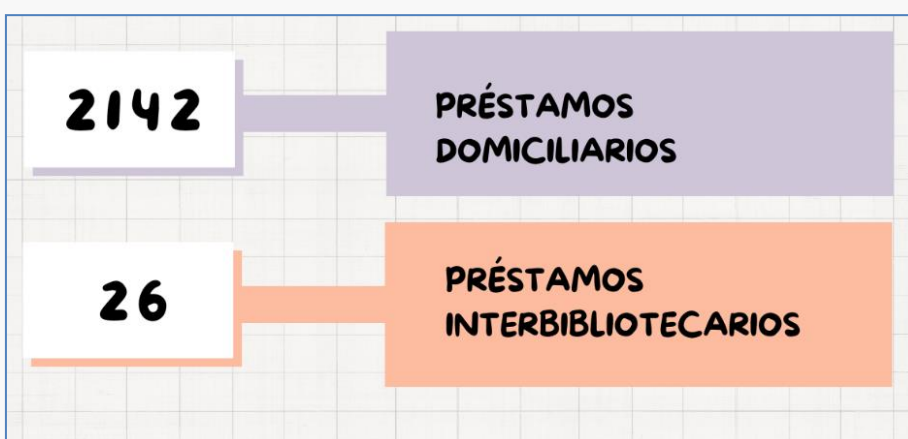 2142
PRÉSTAMOS
DOMICILIARIOS
26
PRÉSTAMOS
INTERBIBLIOTECARIOS